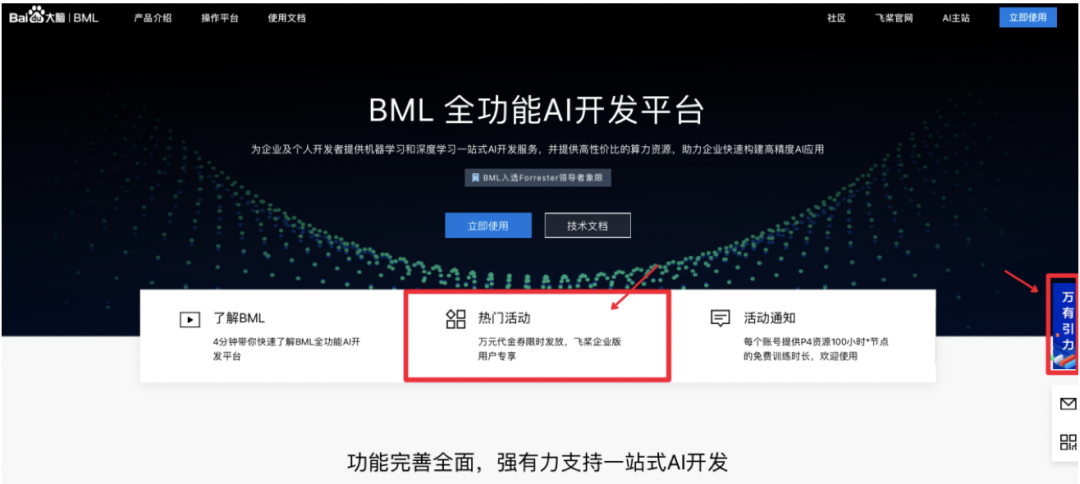 Bai du 大脑 | BML
产品介绍
操作平台
使用文档
社区
飞桨官网
AI主站
立即使用
BML 全功能AI开发平台
为企业及个人开发者提供机器学习和深度学习一站式AI开发服务，并提供高性价比的算力资源，助力企业快速构建高精度AI应用
BML入选Forrester领导者象限
立即使用
技术文档
了解BML
4分钟带你快速了解BML全功能AI开
发平台
热门活动
万元代金券限时发放，飞桨企业版
用户专享
活动通知
每个账号提供P4资源100小时*节点
的免费训练时长，欢迎使用
万
有
引
力
功能完善全面，强有力支持一站式AI开发